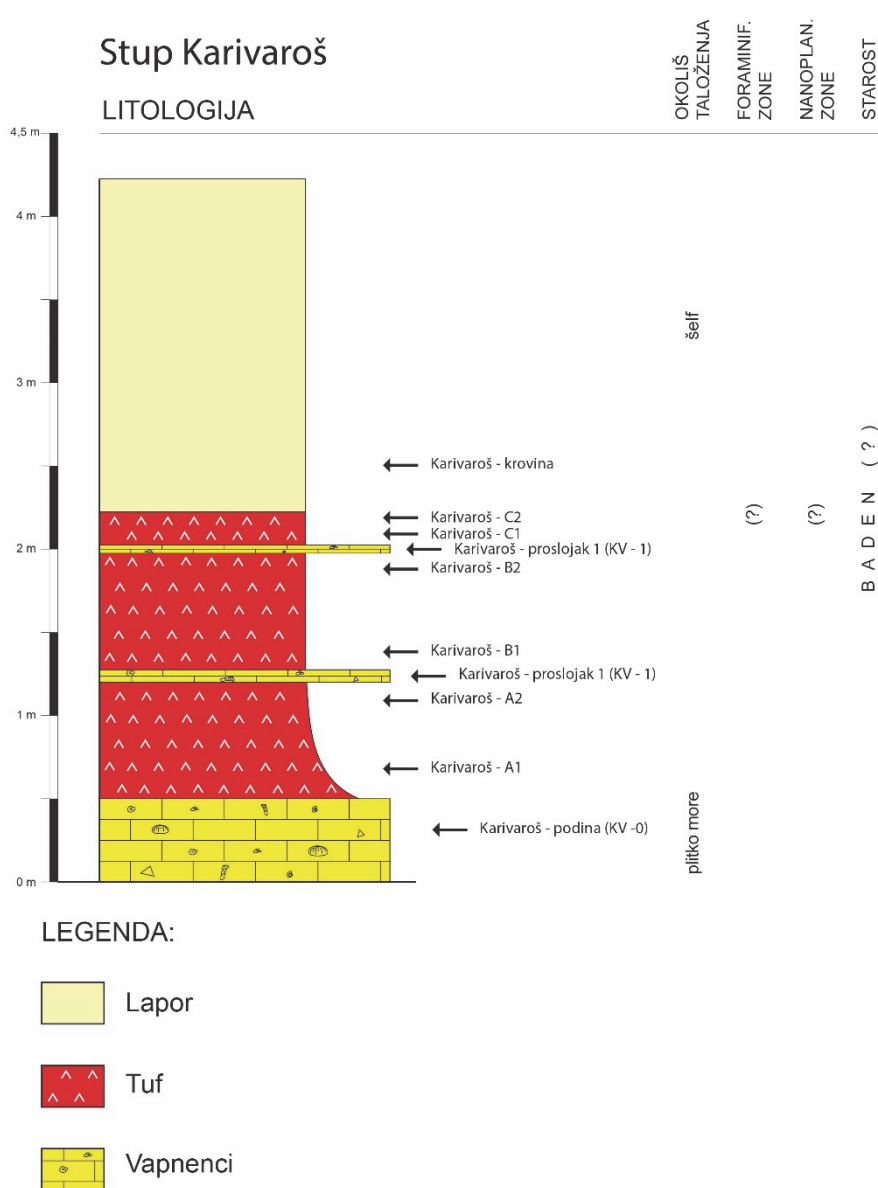 Stup Karivaroš
LITOLOGIJA
OKOLIŠ
TALOŽENJA
FORAMINIF.
ZONE
NANOPLAN.
ZONE
STAROST
4,5 m
4 m
šelf
3 m
Karivaroš - krovina
Karivaroš - C2
Karivaroš - C1
2 m
Karivaroš - proslojak 1 (KV - 1)
Karivaroš - B2
(?)
(?)
BADEN (?)
Karivaroš - B1
Karivaroš - proslojak 1 (KV - 1)
Karivaroš - A2
1 m
Karivaroš - A1
Karivaroš - podina (KV -0)
plitko more
0 m
LEGENDA:
Lapor
Tuf
Vapnenci